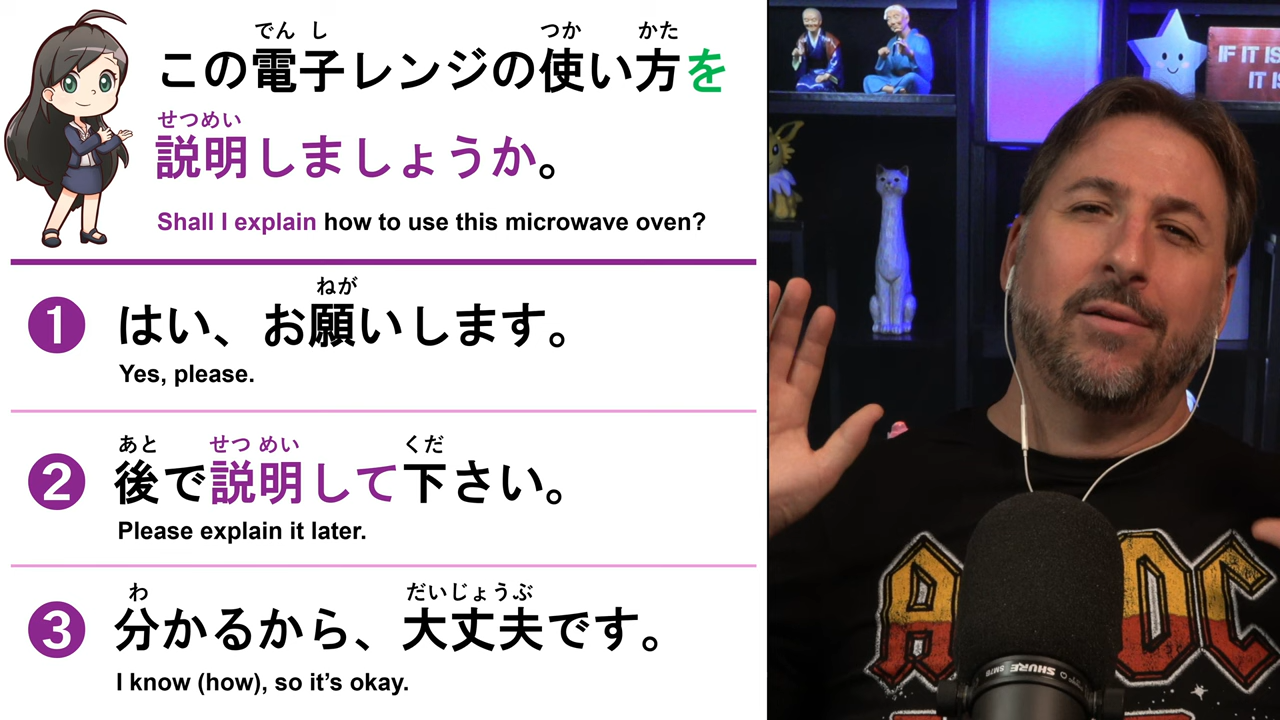 でん し つか かた
この電子レンジの使い方を
せつめい
説明しましょうか。
Shall I explain how to use this microwave oven?
ねが
1 はい、お願いします。
Yes, please.
あと せつ めい くだ
2 後で説明して下さい。
Please explain it later.
わ だいじょうぶ
3 分かるから、大丈夫です。
I know (how), so it's okay.
IF IT IS
IT IS
SHURE SM7B